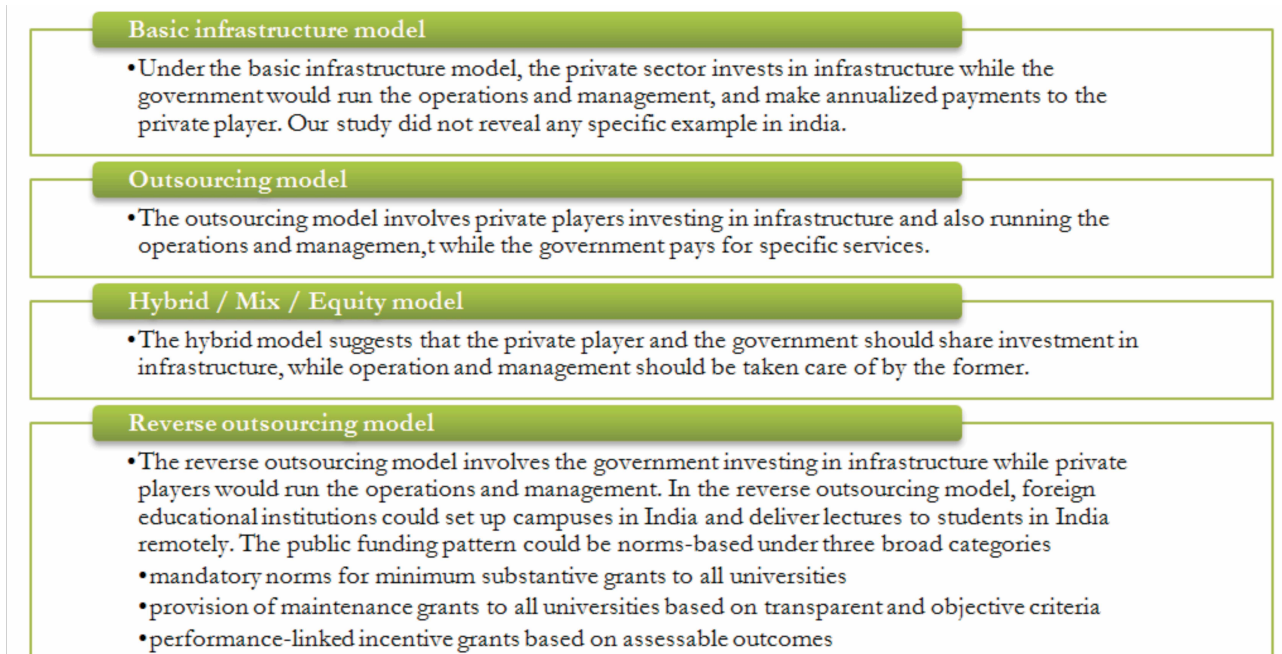 Basic infrastructure model
•Under the basic infrastructure model, the private sector invests in infrastructure while the
government would run the operations and management, and make annualized payments to the
private player. Our study did not reveal any specific example in india.
Outsourcing model
•The outsourcing model involves private players investing in infrastructure and also running the
operations and managemen,t while the government pays for specific services.
Hybrid / Mix / Equity model
•The hybrid model suggests that the private player and the government should share investment in
infrastructure, while operation and management should be taken care of by the former.
Reverse outsourcing model
•The reverse outsourcing model involves the government investing in infrastructure while private
players would run the operations and management. In the reverse outsourcing model, foreign
educational institutions could set up campuses in India and deliver lectures to students in India
remotely. The public funding pattern could be norms-based under three broad categories
•mandatory norms for minimum substantive grants to all universities
•provision of maintenance grants to all universities based on transparent and objective criteria
•performance-linked incentive grants based on assessable outcomes